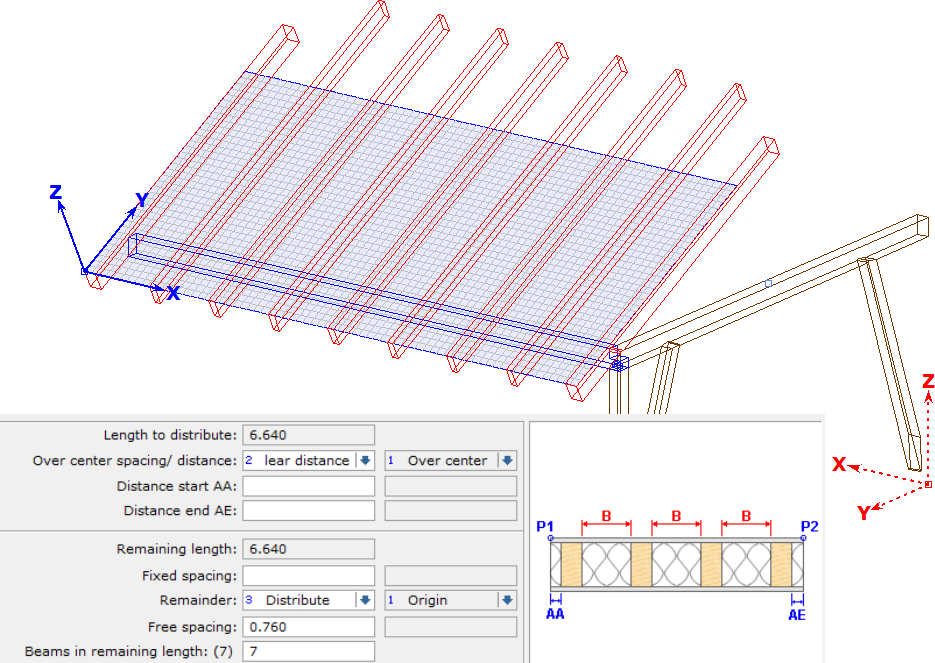 Z
Y
X
Z
X
Y
Length to distribute: 6.640
Over center spacing/ distance: 2 lear distance 1 Over center
Distance start AA:
Distance end AE:
Remaining length: 6.640
Fixed spacing:
Remainder: 3 Distribute 1 Origin
Free spacing: 0.760
Beams in remaining length: (7) 7
P1 B B B P2
AA AE